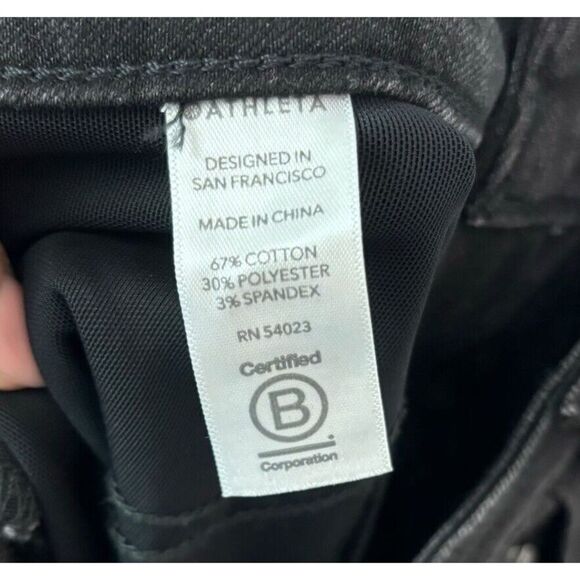 ATHLETA
DESIGNED IN
SAN FRANCISCO
MADE IN CHINA
67% COTTON
30% POLYESTER
3% SPANDEX
RN 54023
Certified
B
Corporation